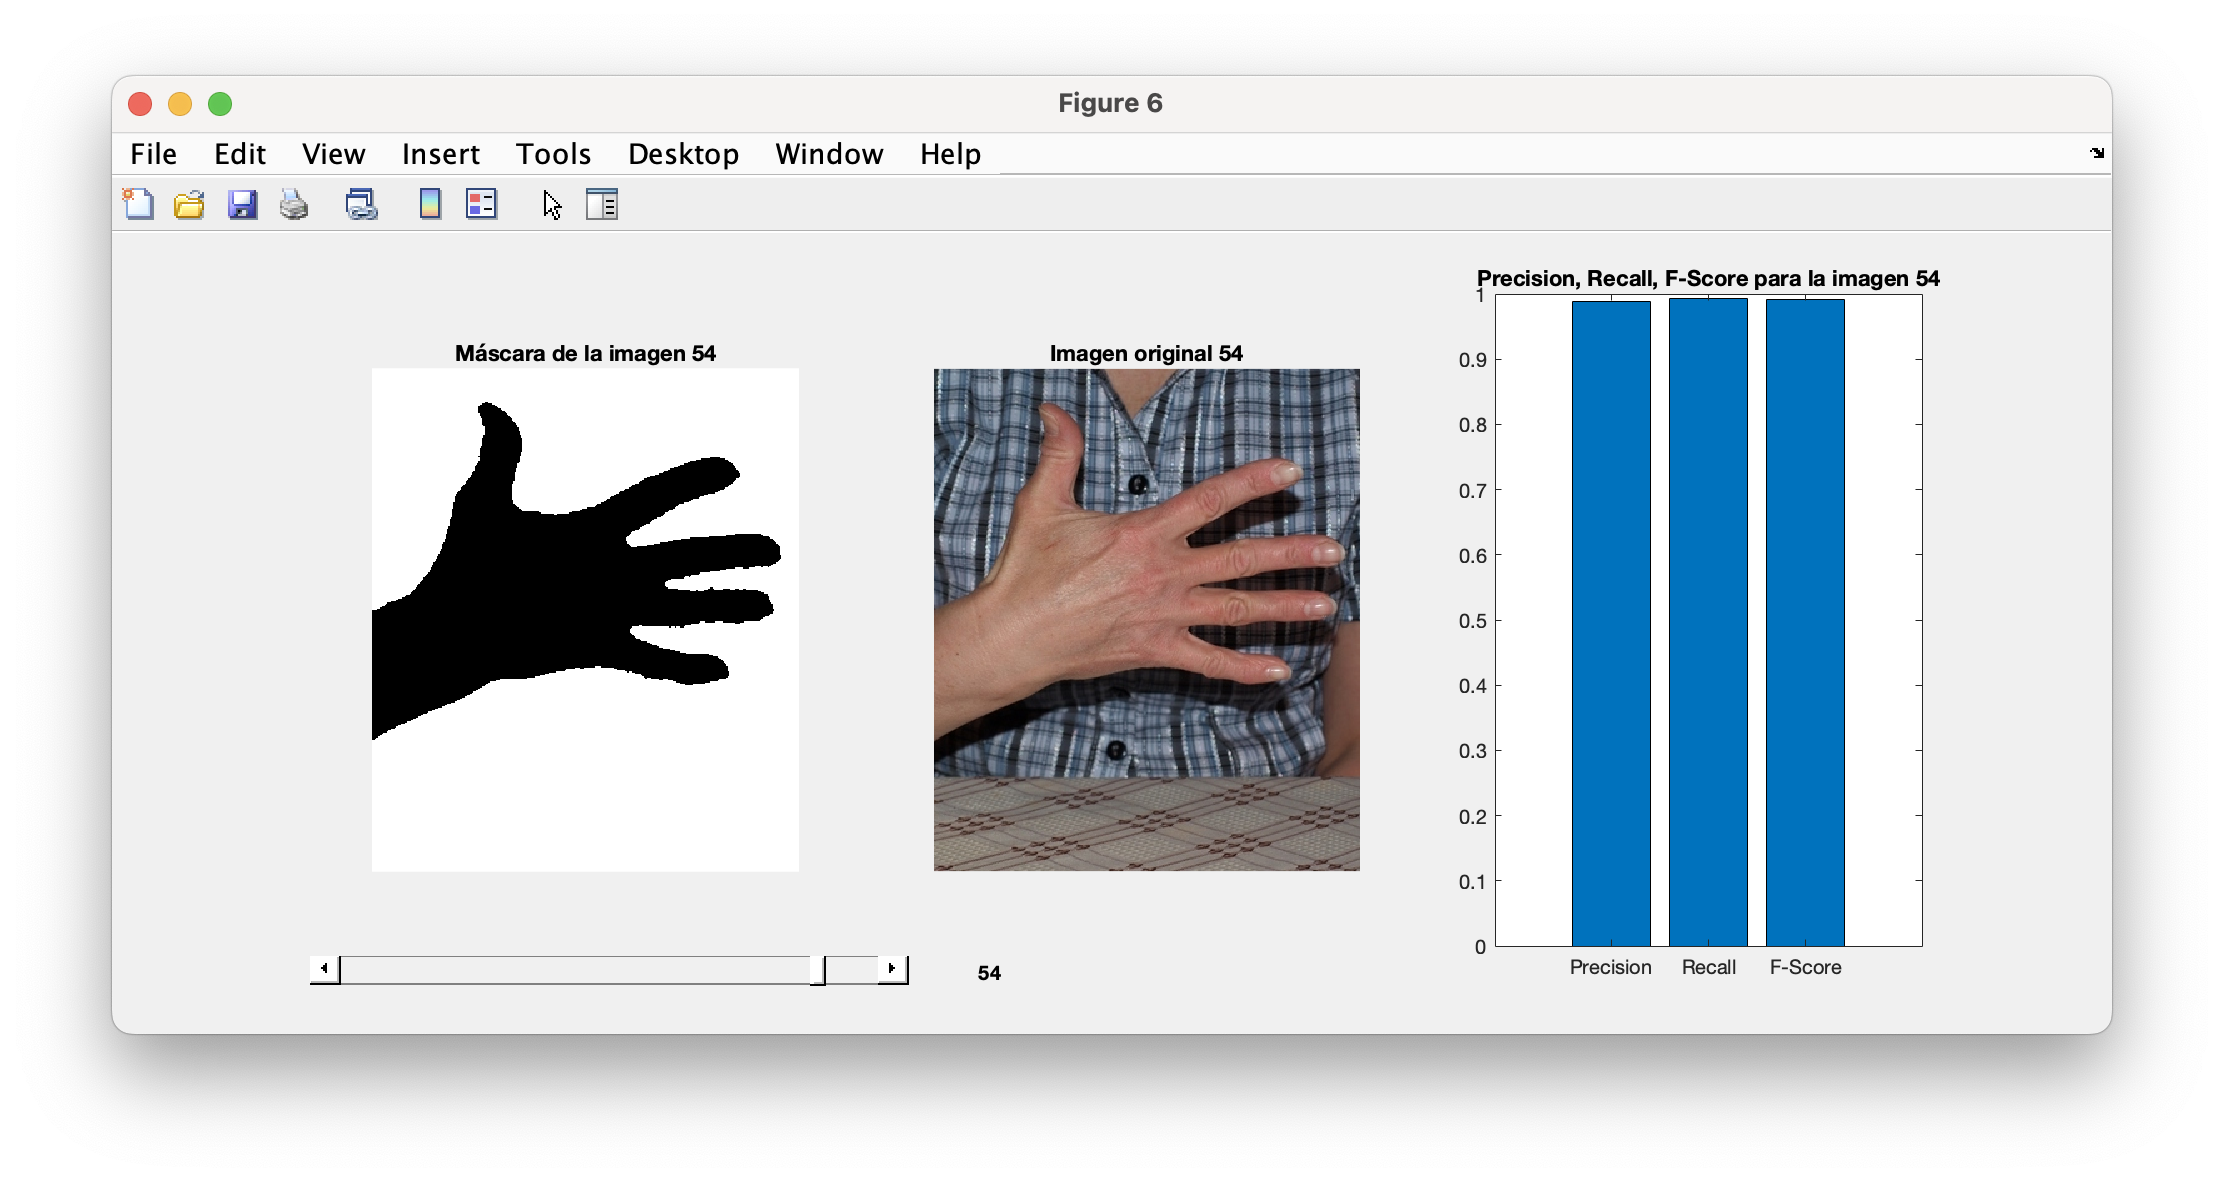 Figure 6
File Edit View Insert Tools Desktop Window Help
Precision, Recall, F-Score para la imagen 54
Máscara de la imagen 54
Imagen original 54
1
0.9
0.8
0.7
0.6
0.5
0.4
0.3
0.2
0.1
0
Precision Recall F-Score
54